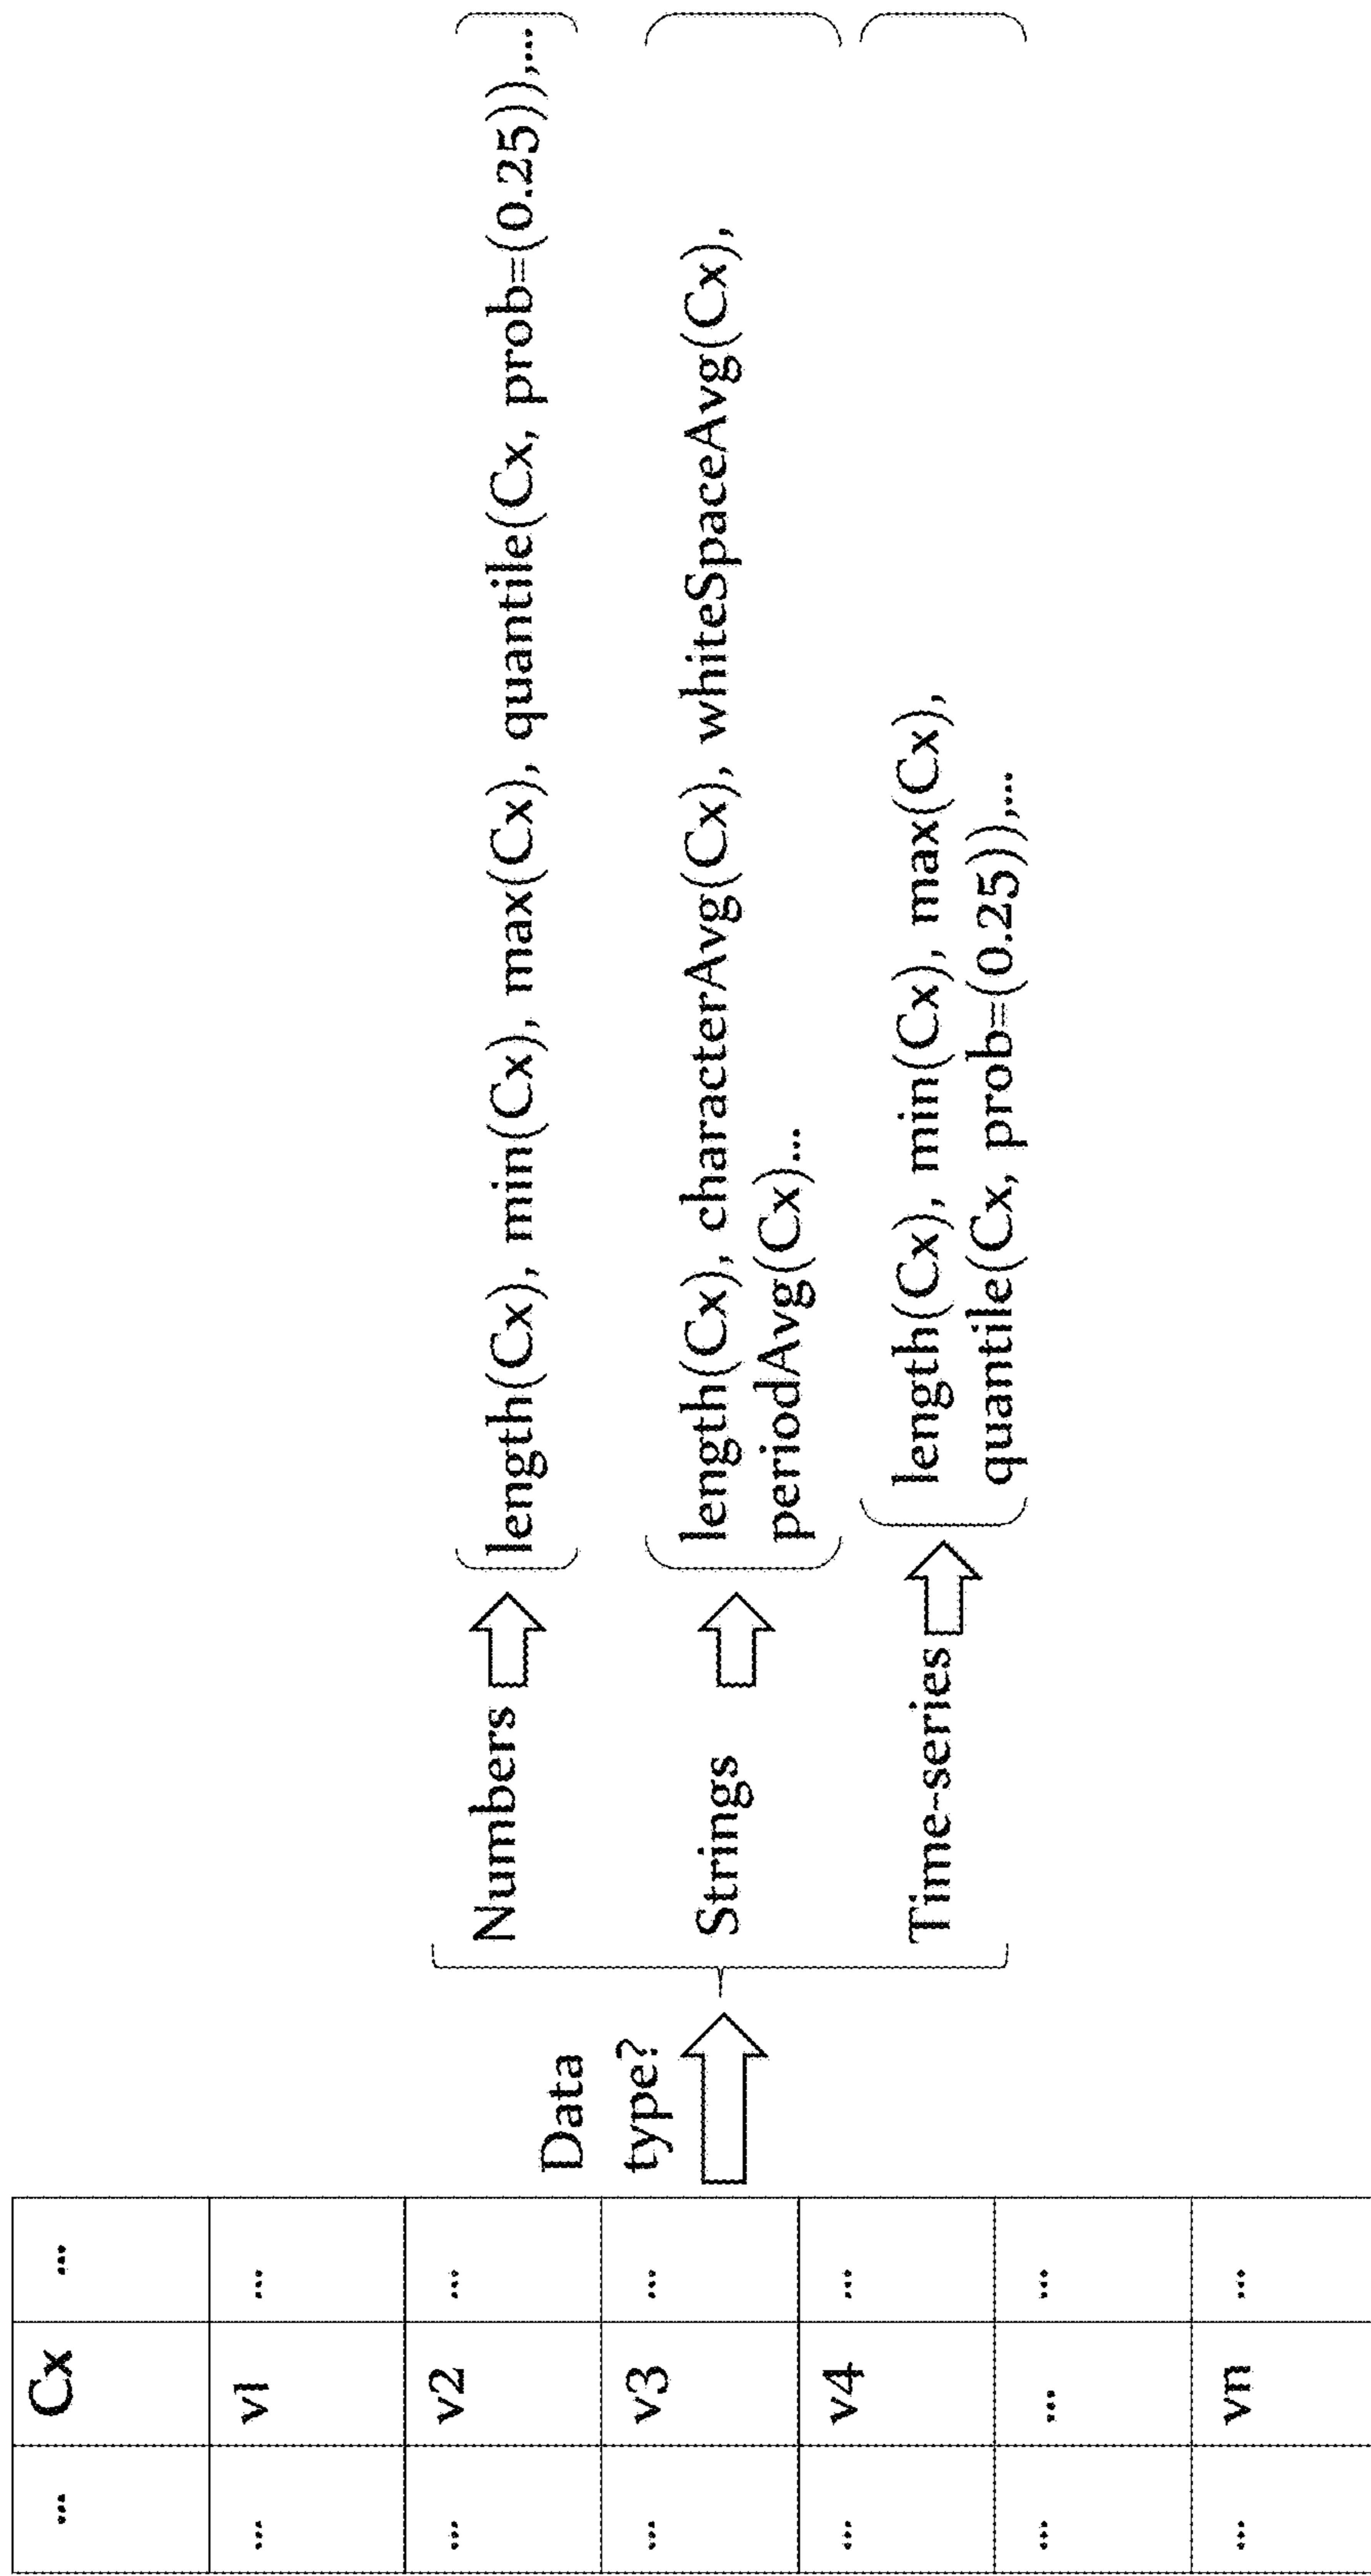 ... Cx ...
... v1 ...
... v2 ...
... v3 ...
... v4 ...
... ... ...
... vn ...
Data
type?
Numbers
length(Cx), min(Cx), max(Cx), quantile(Cx, prob=(0.25)),...
Strings
length(Cx), characterAvg(Cx), whiteSpaceAvg(Cx),
periodAvg(Cx)...
Time-series
length(Cx), min(Cx), max(Cx),
quantile(Cx, prob=(0.25)),...